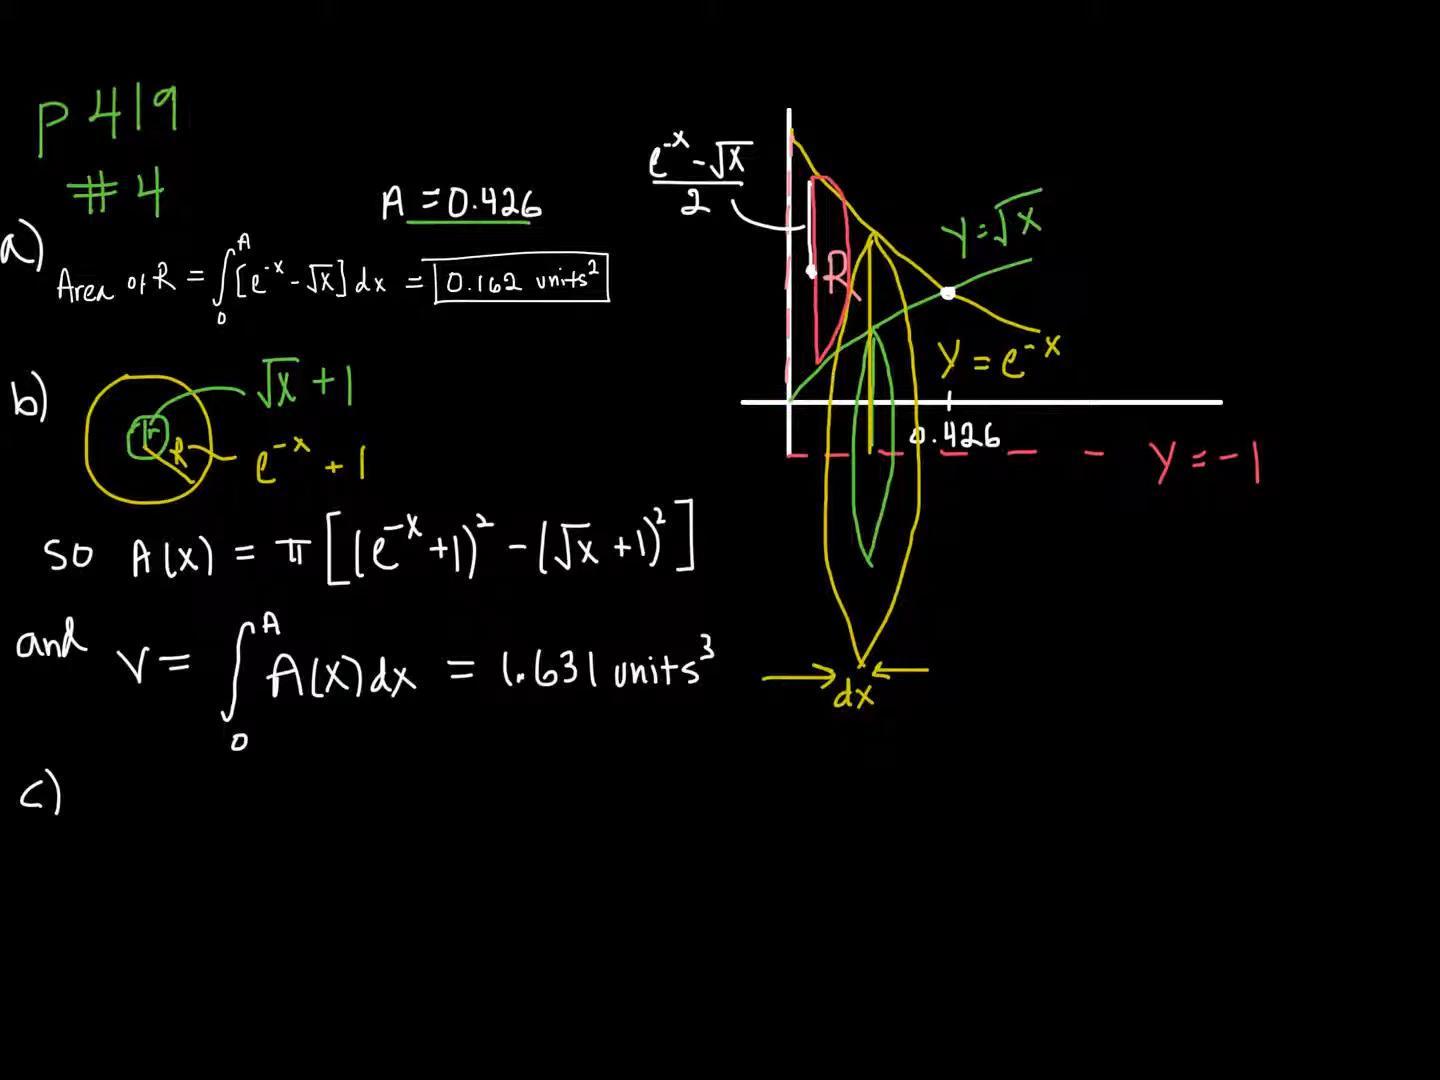 P 419
# 4
A = 0.426
a)
Area of R = ∫₀ᴬ [e^-x - √x] dx = 0.162 units²
b)
√x + 1
r
R
e^-x + 1
so A(x) = π [(e^-x + 1)² - (√x + 1)²]
and V = ∫₀ᴬ A(x) dx = 1.631 units³
c)
e^-x - √x
2
y = √x
R
y = e^-x
0.426
y = -1
dx